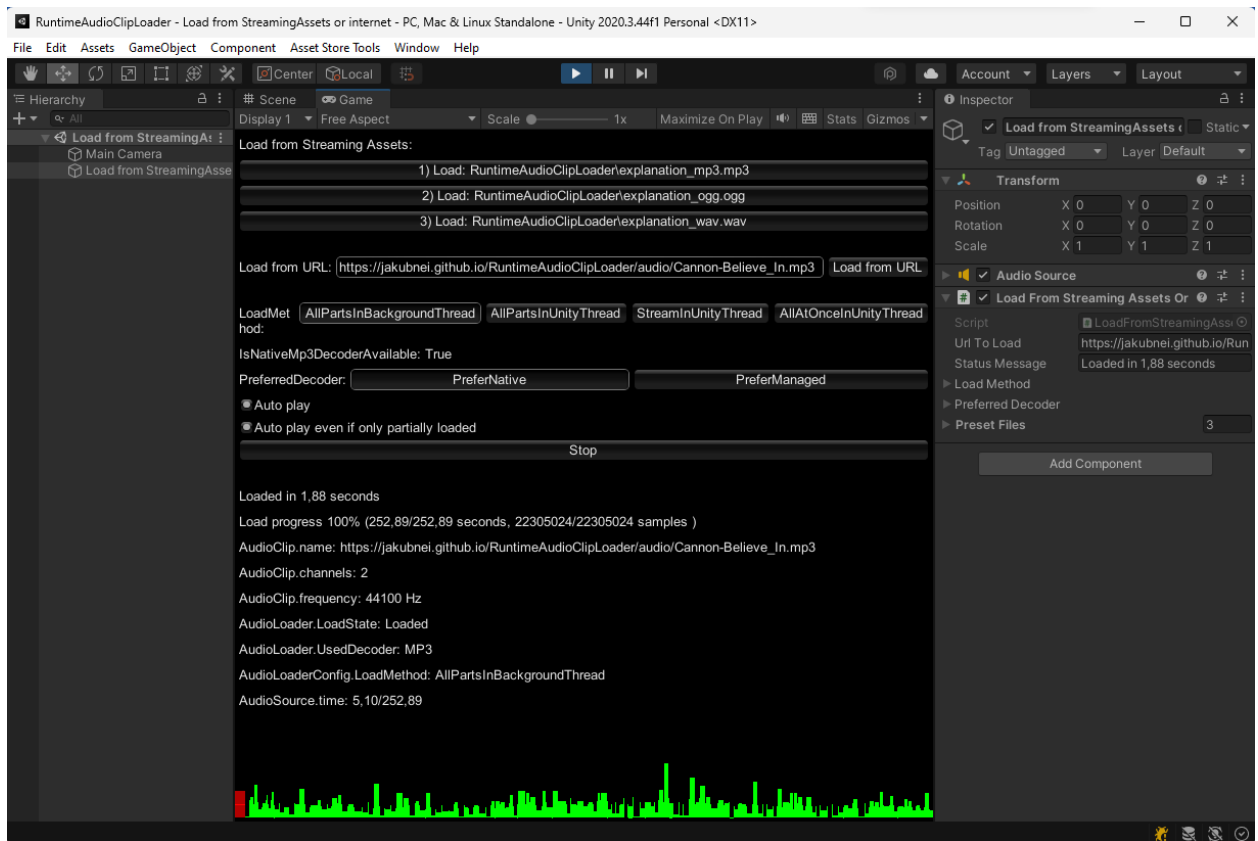 RuntimeAudioClipLoader - Load from StreamingAssets or internet - PC, Mac & Linux Standalone - Unity 2020.3.44f1 Personal <DX11>
File Edit Assets GameObject Component Asset Store Tools Window Help
Center Local Account Layers Layout
Hierarchy
All
Load from StreamingAs
Main Camera
Load from StreamingAsse
Scene Game
Display 1 Free Aspect Scale 1x Maximize On Play Stats Gizmos
Load from Streaming Assets:
1) Load: RuntimeAudioClipLoader\explanation_mp3.mp3
2) Load: RuntimeAudioClipLoader\explanation_ogg.ogg
3) Load: RuntimeAudioClipLoader\explanation_wav.wav
Load from URL: https://jakubnei.github.io/RuntimeAudioClipLoader/audio/Cannon-Believe_In.mp3 Load from URL
LoadMet
hod: AllPartsInBackgroundThread AllPartsInUnityThread StreamInUnityThread AllAtOnceInUnityThread
IsNativeMp3DecoderAvailable: True
PreferredDecoder: PreferNative PreferManaged
Auto play
Auto play even if only partially loaded
Stop
Loaded in 1,88 seconds
Load progress 100% (252,89/252,89 seconds, 22305024/22305024 samples )
AudioClip.name: https://jakubnei.github.io/RuntimeAudioClipLoader/audio/Cannon-Believe_In.mp3
AudioClip.channels: 2
AudioClip.frequency: 44100 Hz
AudioLoader.LoadState: Loaded
AudioLoader.UsedDecoder: MP3
AudioLoaderConfig.LoadMethod: AllPartsInBackgroundThread
AudioSource.time: 5,10/252,89
Inspector
Load from StreamingAssets Static
Tag Untagged Layer Default
Transform
Position X 0 Y 0 Z 0
Rotation X 0 Y 0 Z 0
Scale X 1 Y 1 Z 1
Audio Source
Load From Streaming Assets Or
Script LoadFromStreamingAss
Url To Load https://jakubnei.github.io/Run
Status Message Loaded in 1,88 seconds
Load Method
Preferred Decoder
Preset Files 3
Add Component